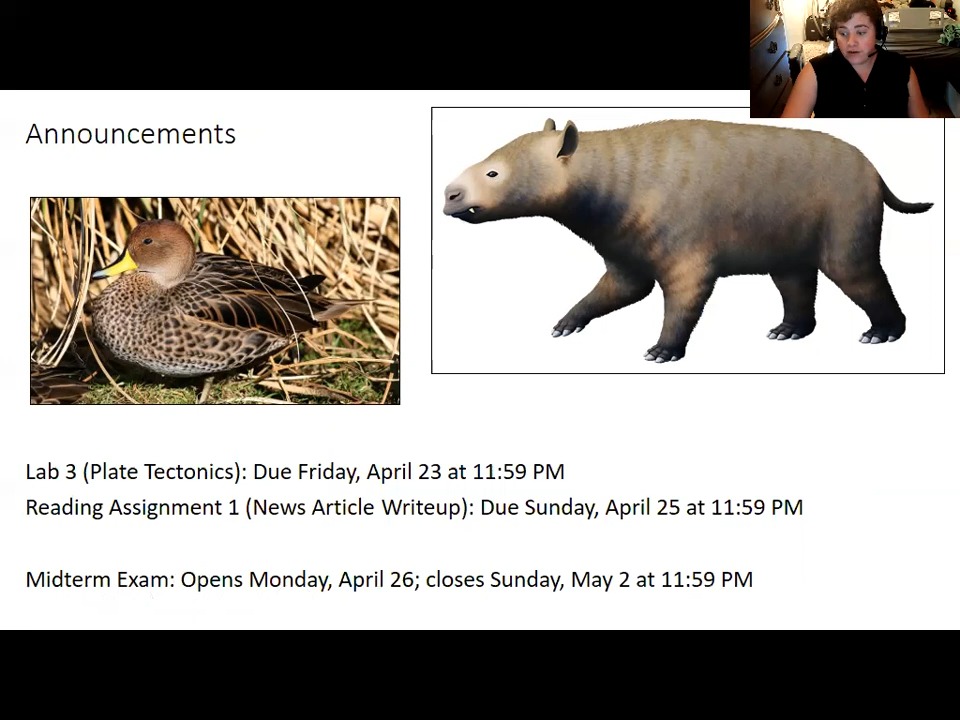 Announcements
Lab 3 (Plate Tectonics): Due Friday, April 23 at 11:59 PM
Reading Assignment 1 (News Article Writeup): Due Sunday, April 25 at 11:59 PM
Midterm Exam: Opens Monday, April 26; closes Sunday, May 2 at 11:59 PM